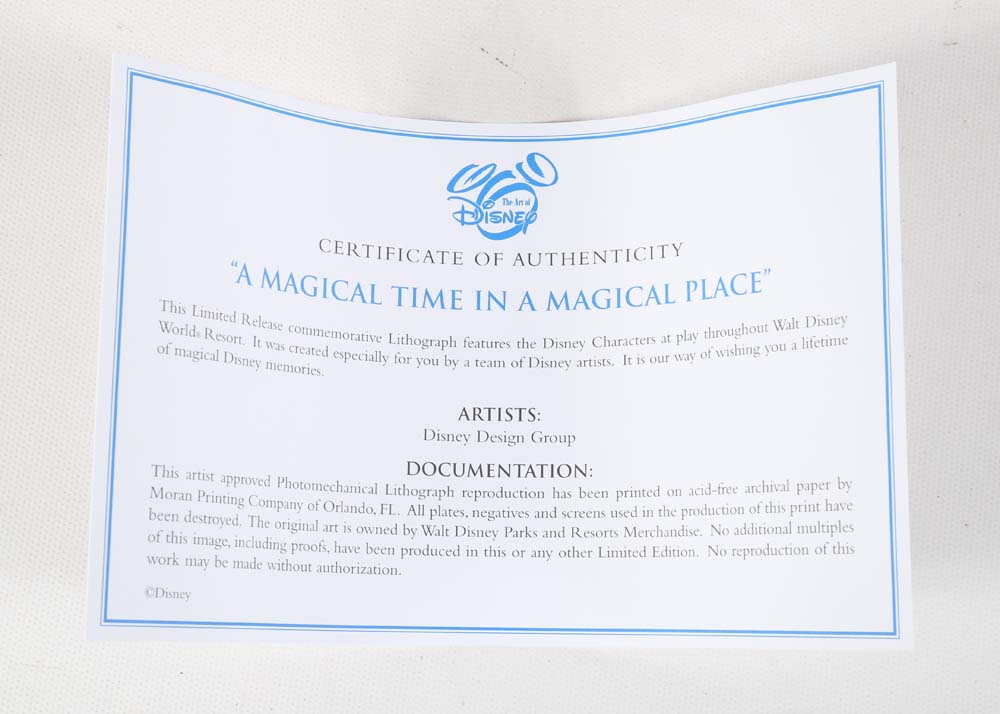 The Art of
Disney
CERTIFICATE OF AUTHENTICITY
“A MAGICAL TIME IN A MAGICAL PLACE”
This Limited Release commemorative Lithograph features the Disney Characters at play throughout Walt Disney
World® Resort. It was created especially for you by a team of Disney artists. It is our way of wishing you a lifetime
of magical Disney memories.
ARTISTS:
Disney Design Group
DOCUMENTATION:
This artist approved Photomechanical Lithograph reproduction has been printed on acid-free archival paper by
Moran Printing Company of Orlando, FL. All plates, negatives and screens used in the production of this print have
been destroyed. The original art is owned by Walt Disney Parks and Resorts Merchandise. No additional multiples
of this image, including proofs, have been produced in this or any other Limited Edition. No reproduction of this
work may be made without authorization.
©Disney